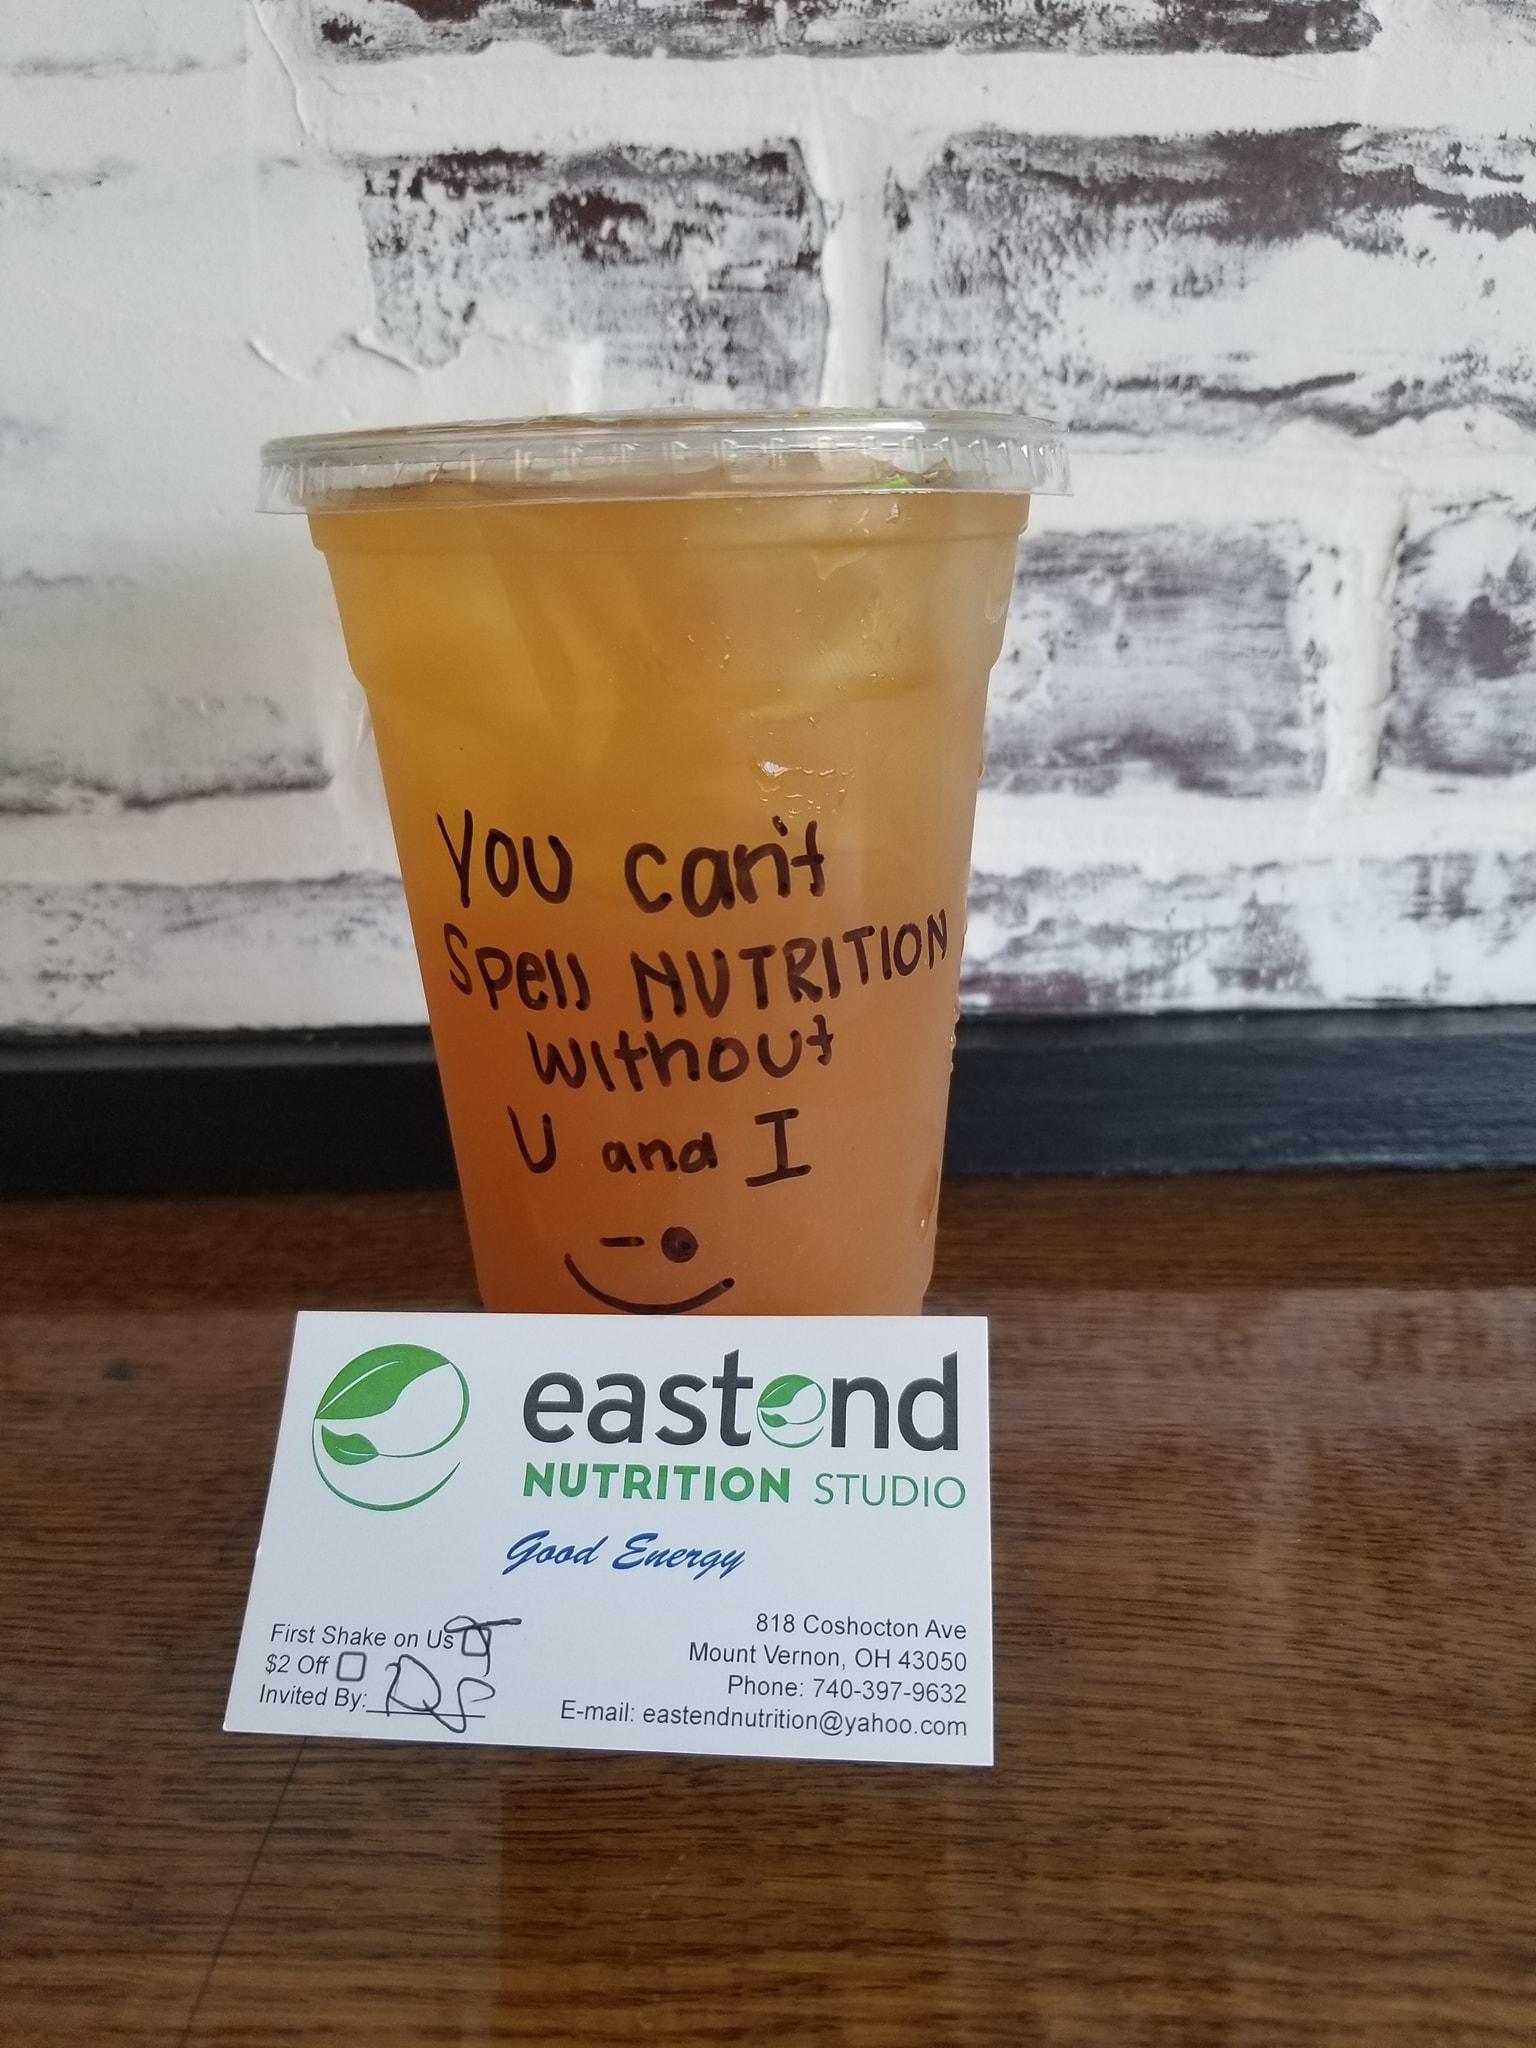 You can't
Spell NUTRITION
without
U and I
eastend
NUTRITION STUDIO
Good Energy
First Shake on Us
$2 Off
Invited By:
818 Coshocton Ave
Mount Vernon, OH 43050
Phone: 740-397-9632
E-mail: eastendnutrition@yahoo.com